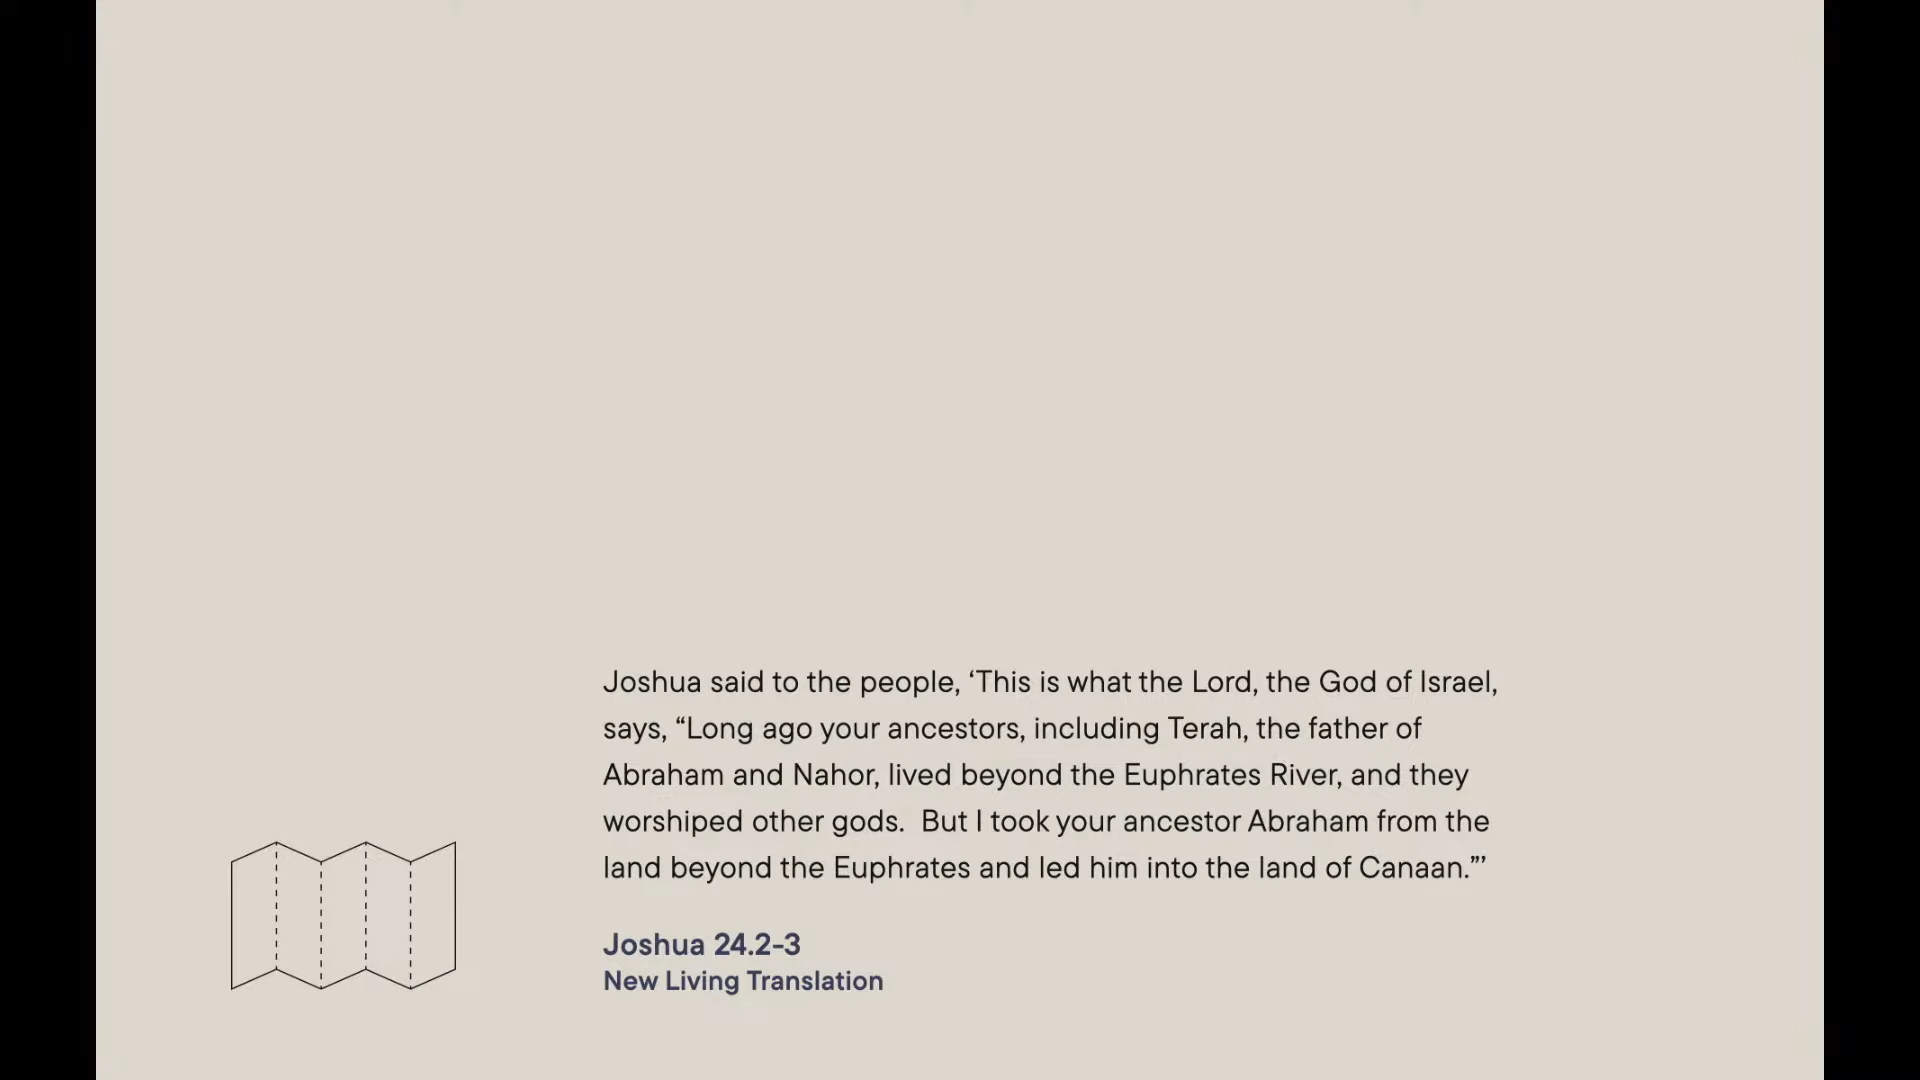 Joshua said to the people, ‘This is what the Lord, the God of Israel,
says, “Long ago your ancestors, including Terah, the father of
Abraham and Nahor, lived beyond the Euphrates River, and they
worshiped other gods.  But I took your ancestor Abraham from the
land beyond the Euphrates and led him into the land of Canaan.”’
Joshua 24.2-3
New Living Translation